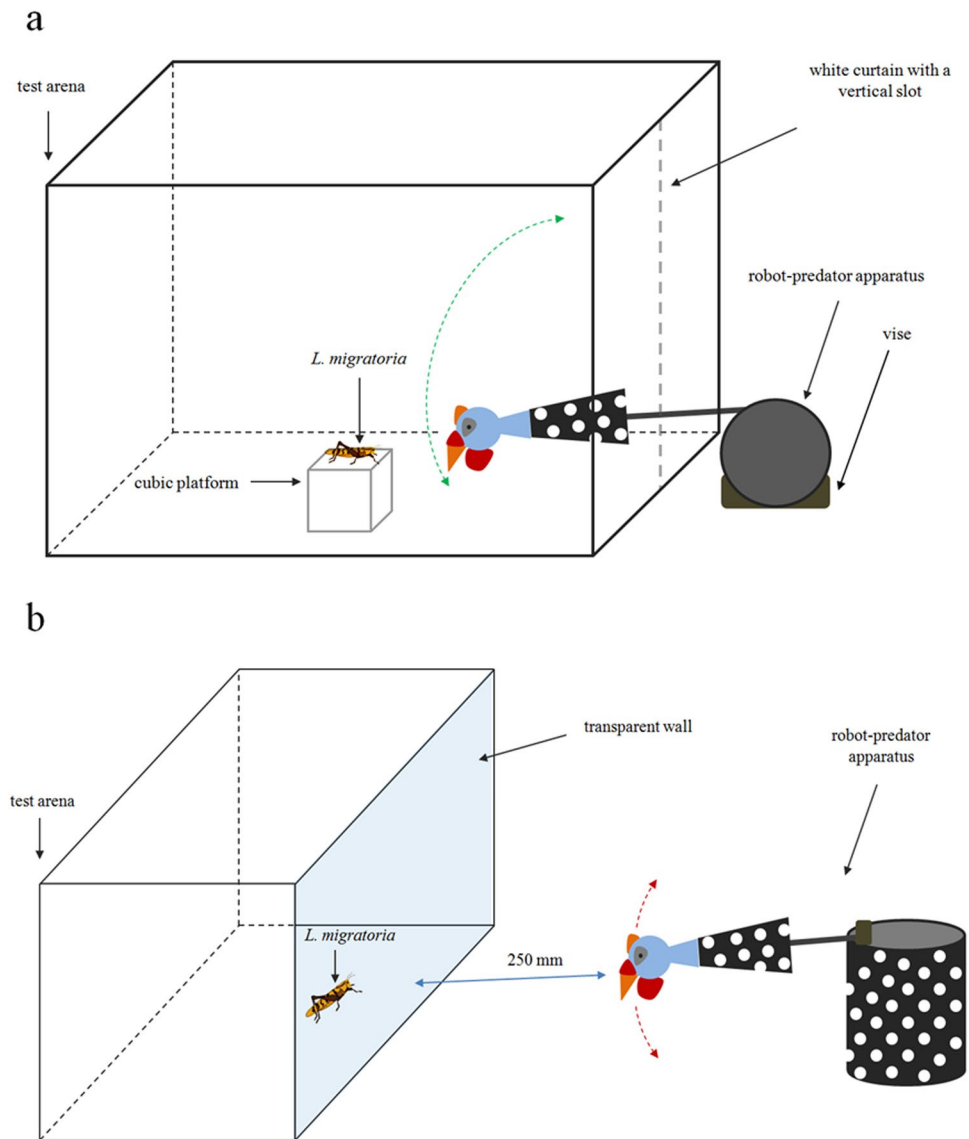 a
test arena
white curtain with a
vertical slot
robot-predator apparatus
vise
L. migratoria
cubic platform
b
transparent wall
robot-predator
apparatus
test arena
L. migratoria
250 mm